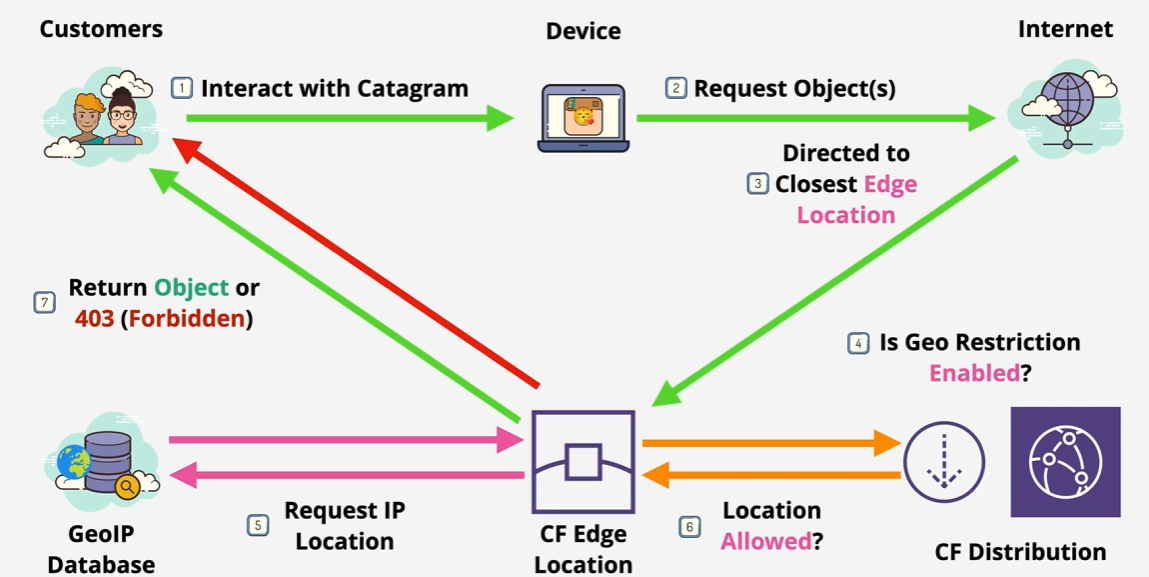 Customers
Device
Internet
1 Interact with Catagram
2 Request Object(s)
Directed to
3 Closest Edge
Location
7 Return Object or
403 (Forbidden)
4 Is Geo Restriction
Enabled?
GeoIP
Database
5 Request IP
Location
CF Edge
Location
6 Location
Allowed?
CF Distribution